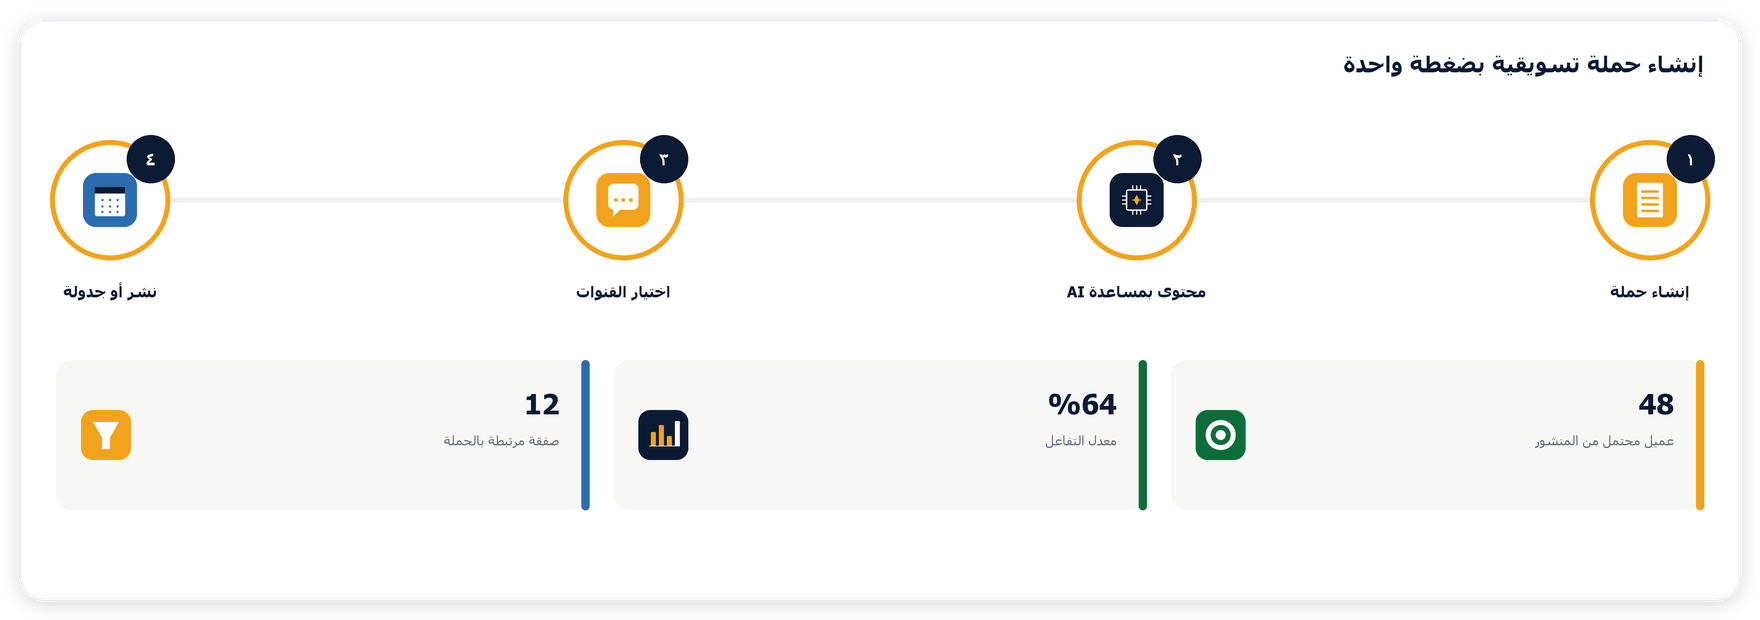 إنشاء حملة تسويقية بضغطة واحدة
١
٢
٣
٤
إنشاء حملة
محتوى بمساعدة AI
اختيار القنوات
نشر أو جدولة
48
عميل محتمل من المنشور
%64
معدل التفاعل
12
صفقة مرتبطة بالحملة